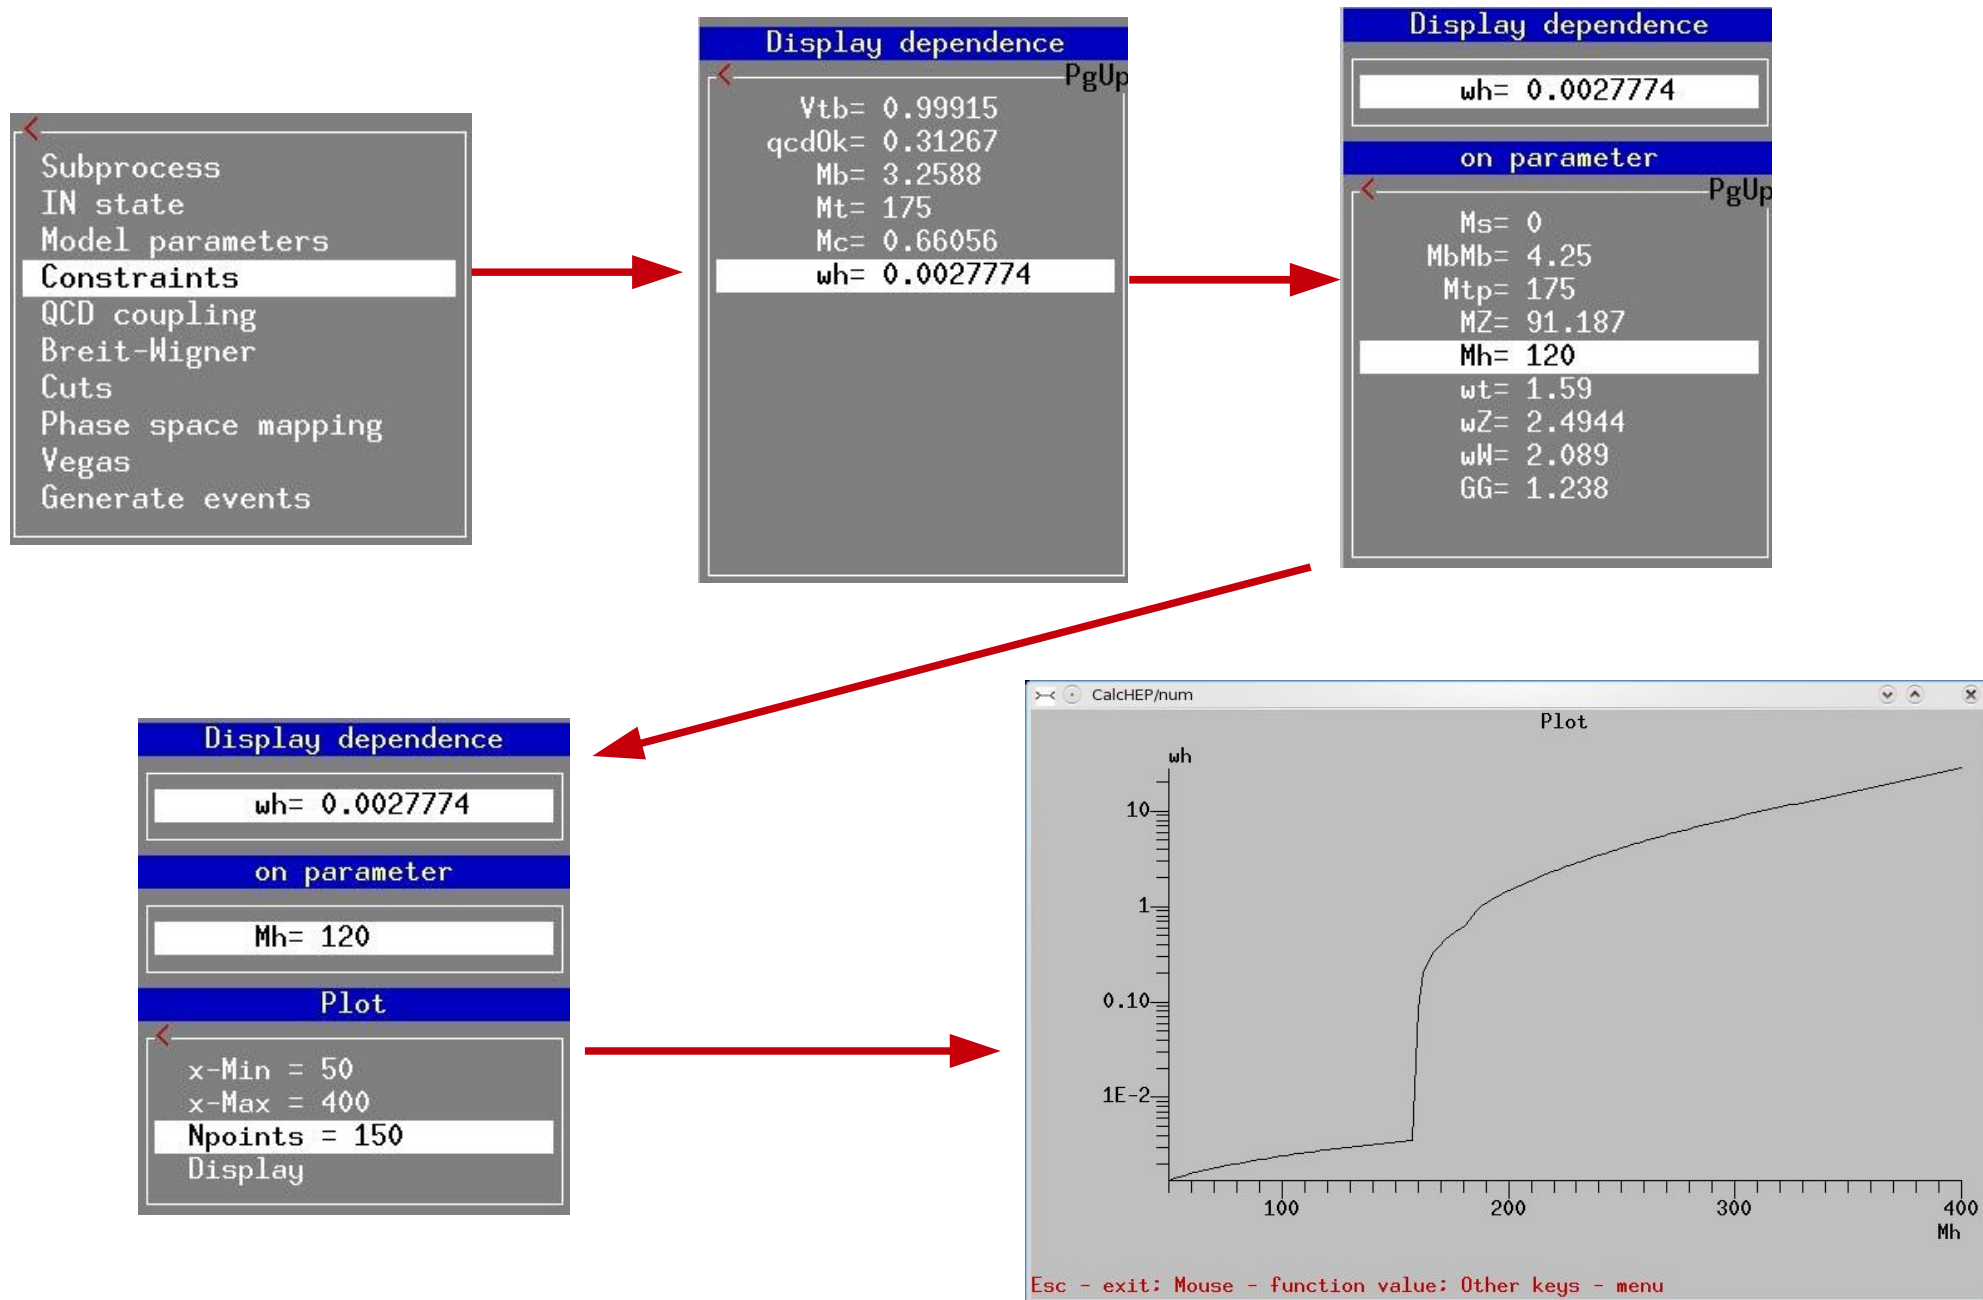 Subprocess
IN state
Model parameters
Constraints
QCD coupling
Breit-Wigner
Cuts
Phase space mapping
Vegas
Generate events
Display dependence
PgUp
Vtb= 0.99915
qcdOk= 0.31267
Mb= 3.2588
Mt= 175
Mc= 0.66056
wh= 0.0027774
Display dependence
wh= 0.0027774
on parameter
PgUp
Ms= 0
MbMb= 4.25
Mtp= 175
MZ= 91.187
Mh= 120
wt= 1.59
wZ= 2.4944
wW= 2.089
GG= 1.238
Display dependence
wh= 0.0027774
on parameter
Mh= 120
Plot
x-Min = 50
x-Max = 400
Npoints = 150
Display
CalcHEP/num
Plot
wh
10
1
0.10
1E-2
100 200 300 400
Mh
Esc - exit; Mouse - function value; Other keys - menu